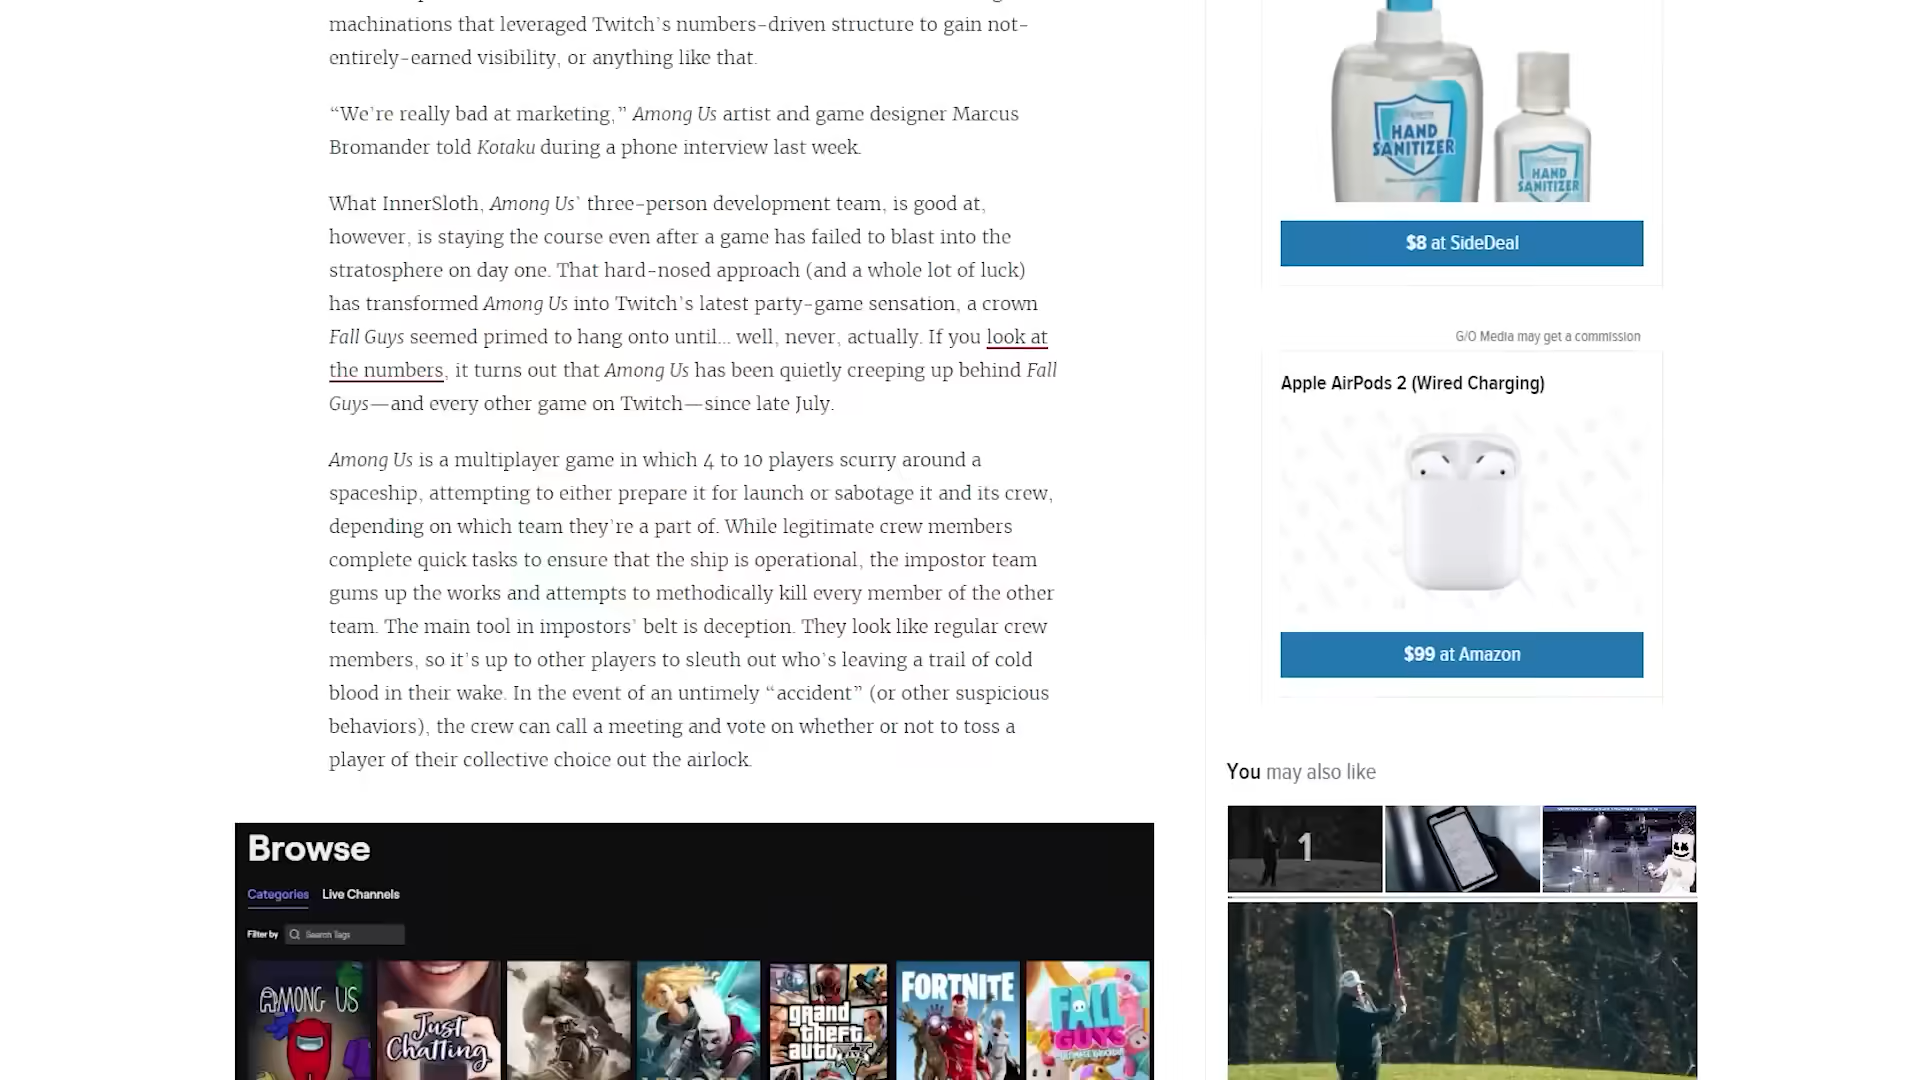 machinations that leveraged Twitch’s numbers-driven structure to gain not-
entirely-earned visibility, or anything like that.
“We’re really bad at marketing,” Among Us artist and game designer Marcus
Bromander told Kotaku during a phone interview last week.
What InnerSloth, Among Us‘ three-person development team, is good at,
however, is staying the course even after a game has failed to blast into the
stratosphere on day one. That hard-nosed approach (and a whole lot of luck)
has transformed Among Us into Twitch’s latest party-game sensation, a crown
Fall Guys seemed primed to hang onto until... well, never, actually. If you look at
the numbers, it turns out that Among Us has been quietly creeping up behind Fall
Guys—and every other game on Twitch—since late July.
Among Us is a multiplayer game in which 4 to 10 players scurry around a
spaceship, attempting to either prepare it for launch or sabotage it and its crew,
depending on which team they’re a part of. While legitimate crew members
complete quick tasks to ensure that the ship is operational, the impostor team
gums up the works and attempts to methodically kill every member of the other
team. The main tool in impostors’ belt is deception. They look like regular crew
members, so it’s up to other players to sleuth out who’s leaving a trail of cold
blood in their wake. In the event of an untimely “accident” (or other suspicious
behaviors), the crew can call a meeting and vote on whether or not to toss a
player of their collective choice out the airlock.
Browse
Categories Live Channels
Filter by Search Tags
AMONG US
Just
Chatting
grand
theft
auto V
FORTNITE
FALL
GUYS
HAND
SANITIZER
HAND
SANITIZER
$8 at SideDeal
G/O Media may get a commission
Apple AirPods 2 (Wired Charging)
$99 at Amazon
You may also like
1